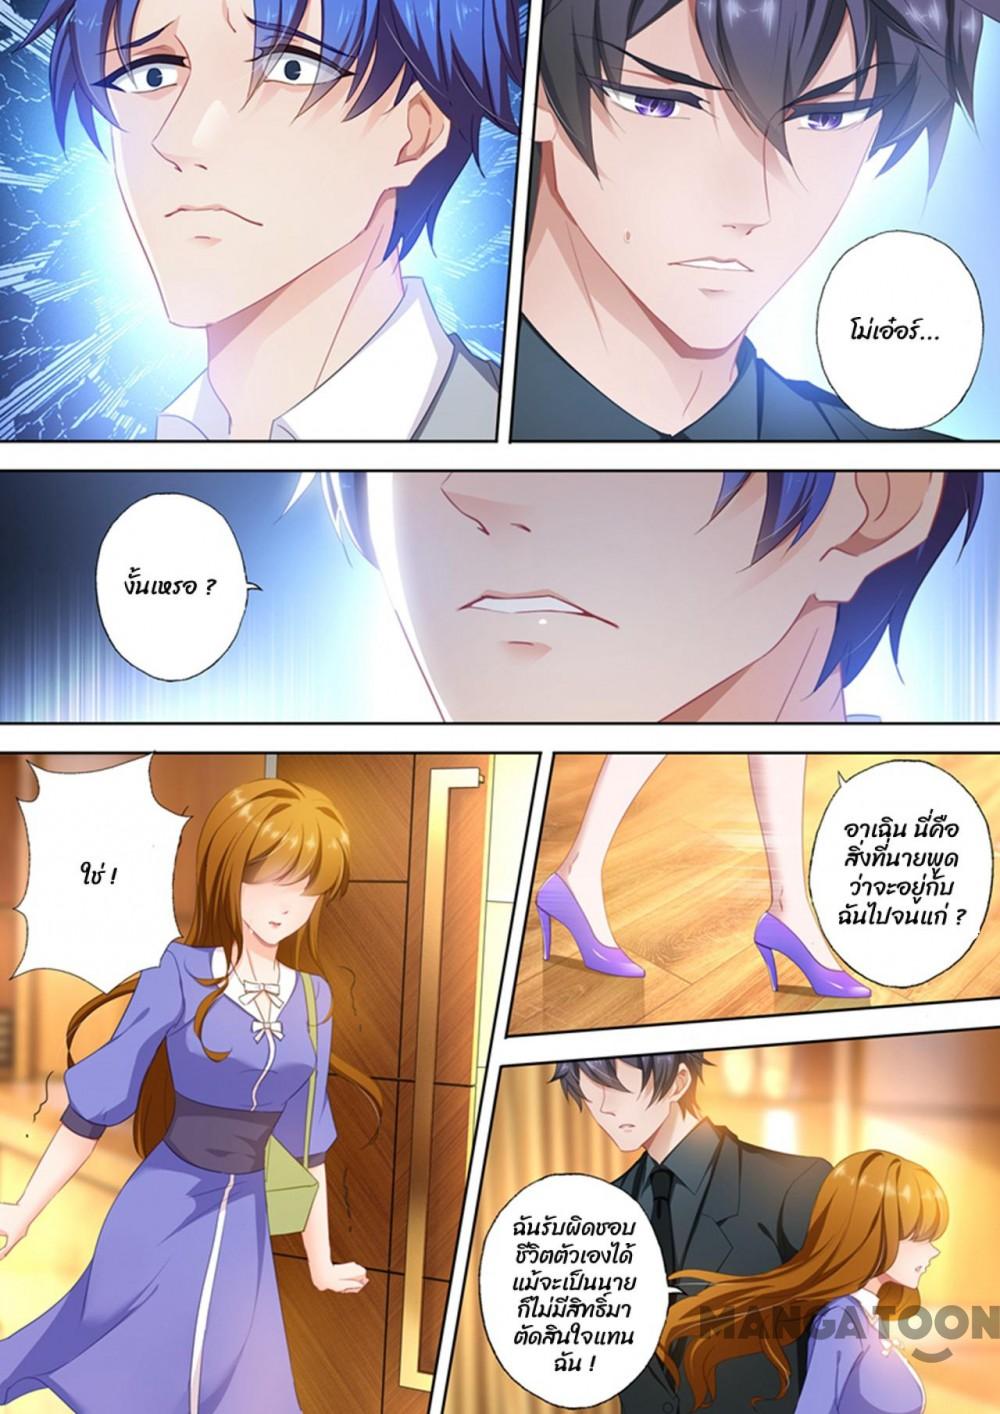 โม่เอ๋อร์...
งั้นเหรอ ?
ใช่ !
อาเฉิน นี่คือ
สิ่งที่นายพูด
ว่าจะอยู่กับ
ฉันไปจนแก่ ?
ฉันรับผิดชอบ
ชีวิตตัวเองได้
แม้จะเป็นนาย
ก็ไม่มีสิทธิ์มา
ตัดสินใจแทน
ฉัน !
MANGATOON